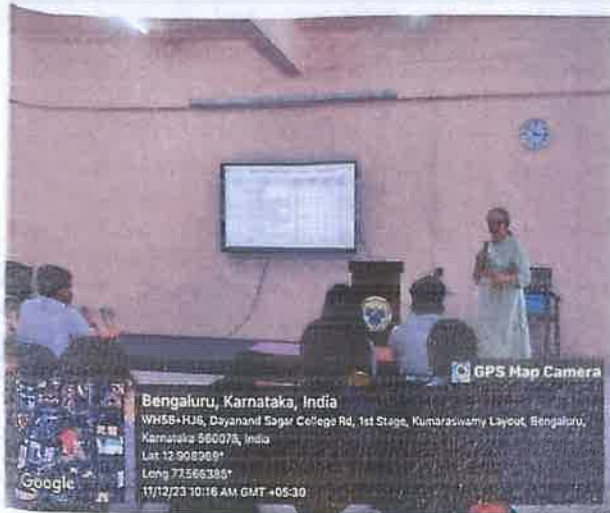 GPS Map Camera
Bengaluru, Karnataka, India
WH58+HJ6, Dayanand Sagar College Rd, 1st Stage, Kumaraswamy Layout, Bengaluru,
Karnataka 560078, India
Lat 12.908969°
Long 77.566385°
11/12/23 10:16 AM GMT +05:30
Google